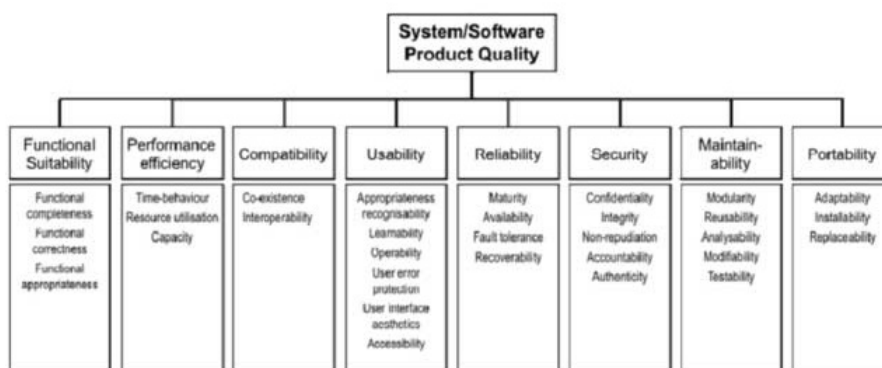 System/Software
Product Quality
Functional
Suitability
Performance
efficiency
Compatibility
Usability
Reliability
Security
Maintain-
ability
Portability
Functional
completeness
Functional
correctness
Functional
appropriateness
Time-behaviour
Resource utilisation
Capacity
Co-existence
Interoperability
Appropriateness
recognisability
Learnability
Operability
User error
protection
User interface
aesthetics
Accessibility
Maturity
Availability
Fault tolerance
Recoverability
Confidentiality
Integrity
Non-repudiation
Accountability
Authenticity
Modularity
Reusability
Analysability
Modifiability
Testability
Adaptability
Installability
Replaceability